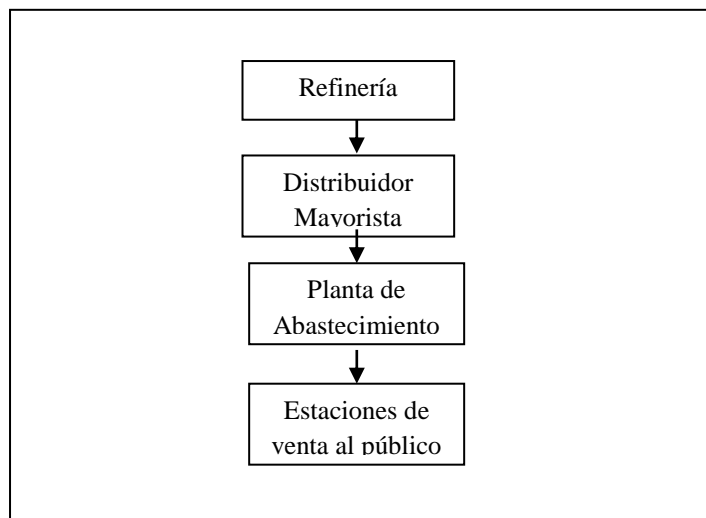 Refinería
Distribuidor
Mayorista
Planta de
Abastecimiento
Estaciones de
venta al público